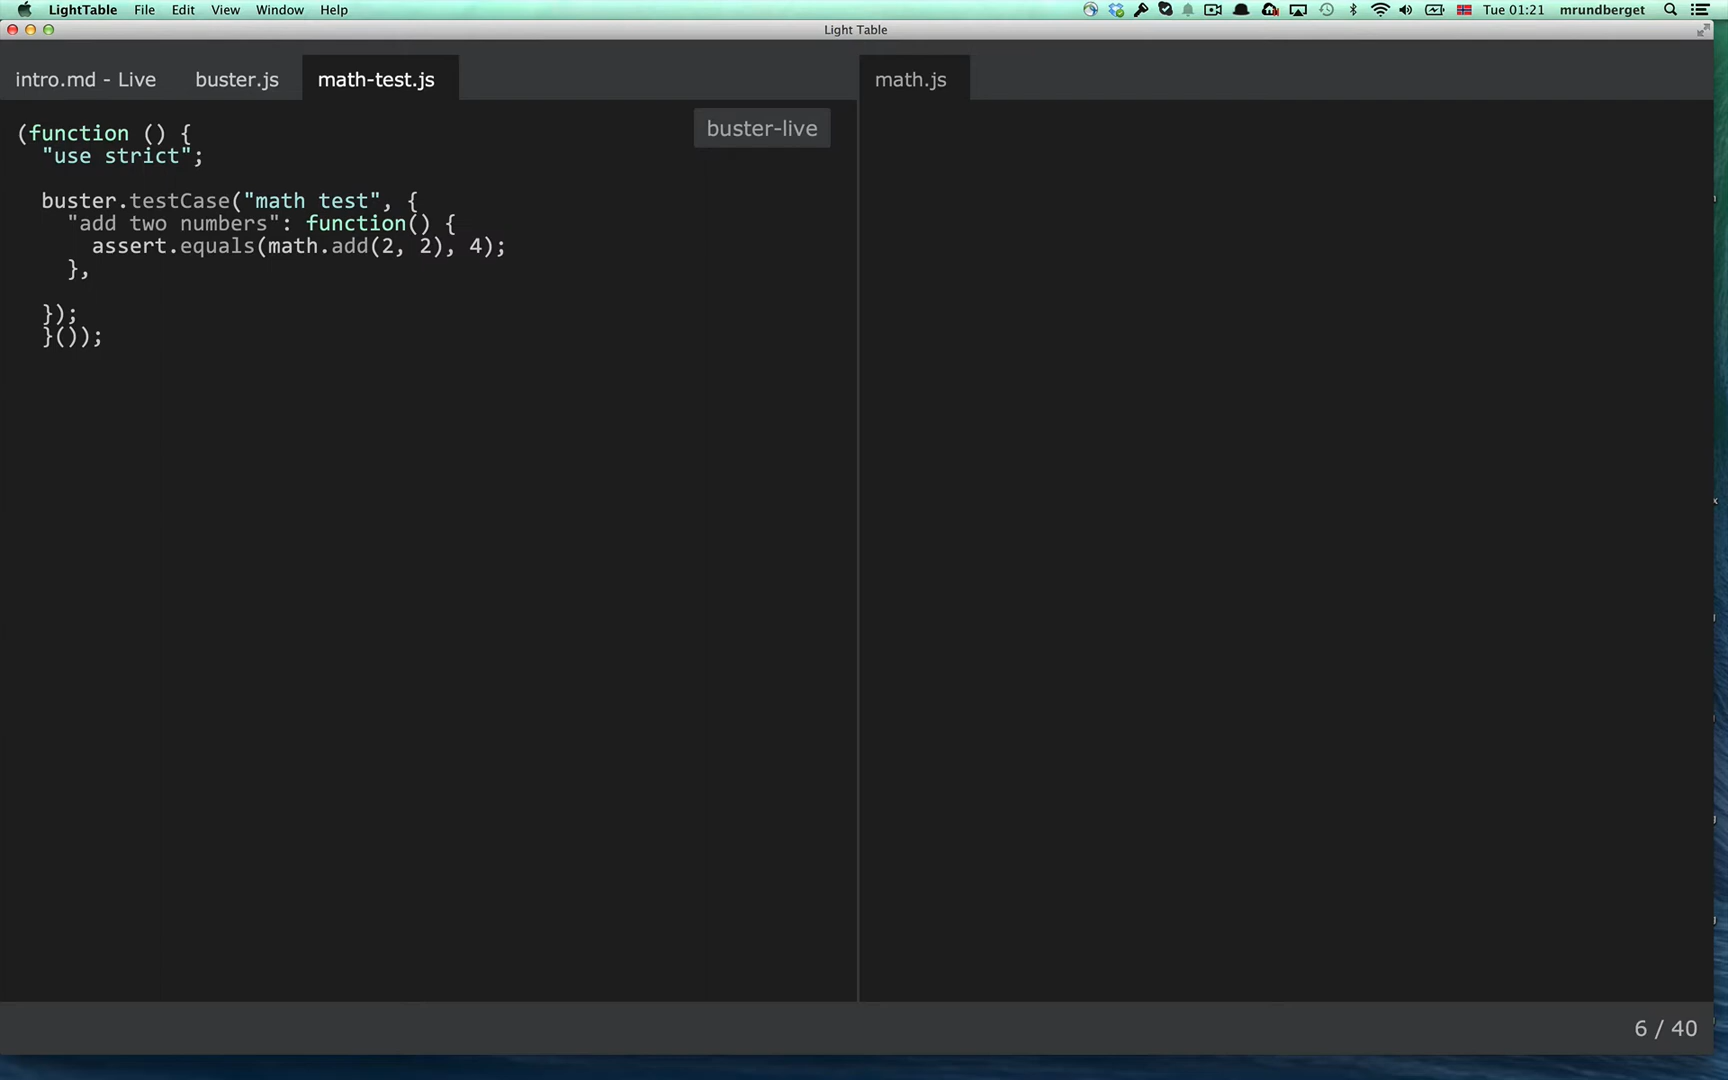 LightTable File Edit View Window Help Tue 01:21 mrundberget
Light Table
intro.md - Live buster.js math-test.js math.js
buster-live
(function () {
"use strict";
buster.testCase("math test", {
"add two numbers": function() {
assert.equals(math.add(2, 2), 4);
},
});
}());
6 / 40